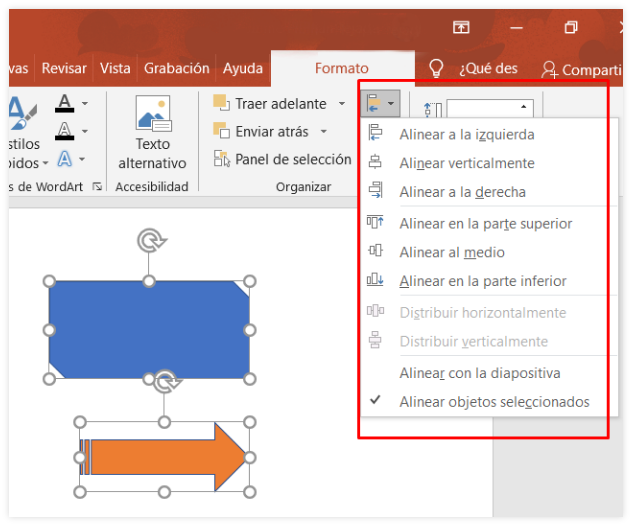 vas Revisar Vista Grabación Ayuda Formato ¿Qué des Comparti
A Traer adelante
stilos A Enviar atrás
pidos A Texto alternativo Panel de selección
s de WordArt Accesibilidad Organizar
Alinear a la izquierda
Alinear verticalmente
Alinear a la derecha
Alinear en la parte superior
Alinear al medio
Alinear en la parte inferior
Distribuir horizontalmente
Distribuir verticalmente
Alinear con la diapositiva
Alinear objetos seleccionados